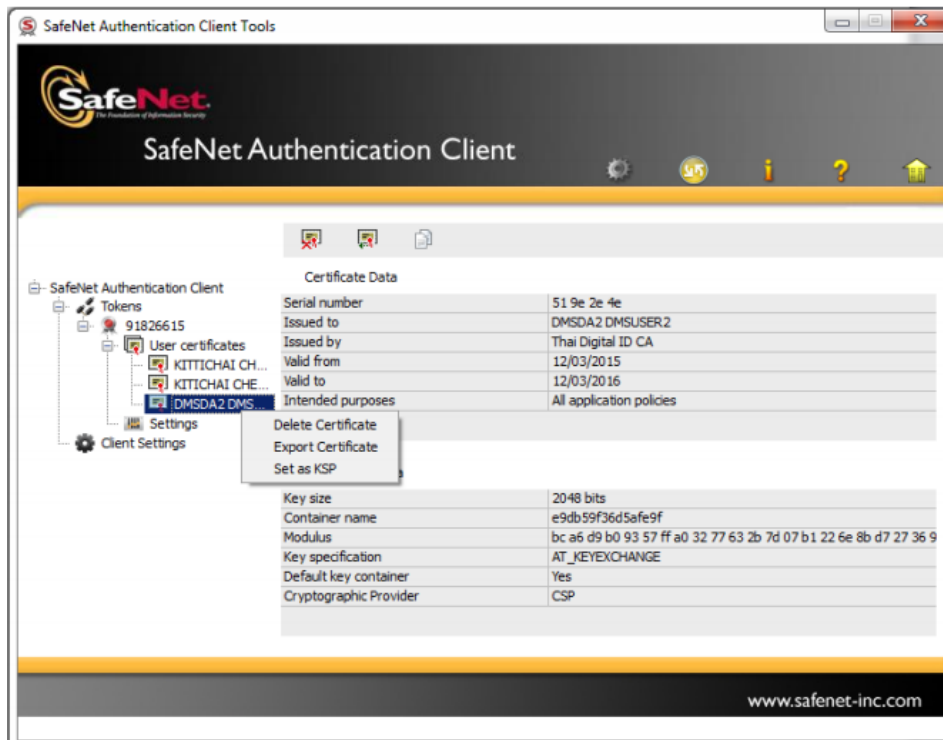 SafeNet Authentication Client Tools
SafeNet.
The Foundation of Information Security
SafeNet Authentication Client
SafeNet Authentication Client
Tokens
91826615
User certificates
KITTICHAI CH...
KITICHAI CHE...
DMSDA2 DMS...
Settings
Client Settings
Delete Certificate
Export Certificate
Set as KSP
Certificate Data
Serial number 51 9e 2e 4e
Issued to DMSDA2 DMSUSER2
Issued by Thai Digital ID CA
Valid from 12/03/2015
Valid to 12/03/2016
Intended purposes All application policies
Key size 2048 bits
Container name e9db59f36d5afe9f
Modulus bc a6 d9 b0 93 57 ff a0 32 77 63 2b 7d 07 b1 22 6e 8b d7 27 36 9
Key specification AT_KEYEXCHANGE
Default key container Yes
Cryptographic Provider CSP
www.safenet-inc.com